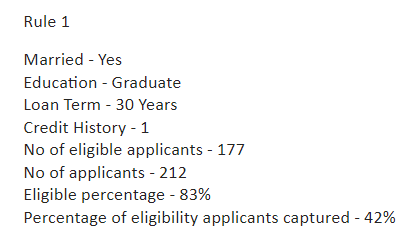 Rule 1
Married - Yes
Education - Graduate
Loan Term - 30 Years
Credit History - 1
No of eligible applicants - 177
No of applicants - 212
Eligible percentage - 83%
Percentage of eligibility applicants captured - 42%